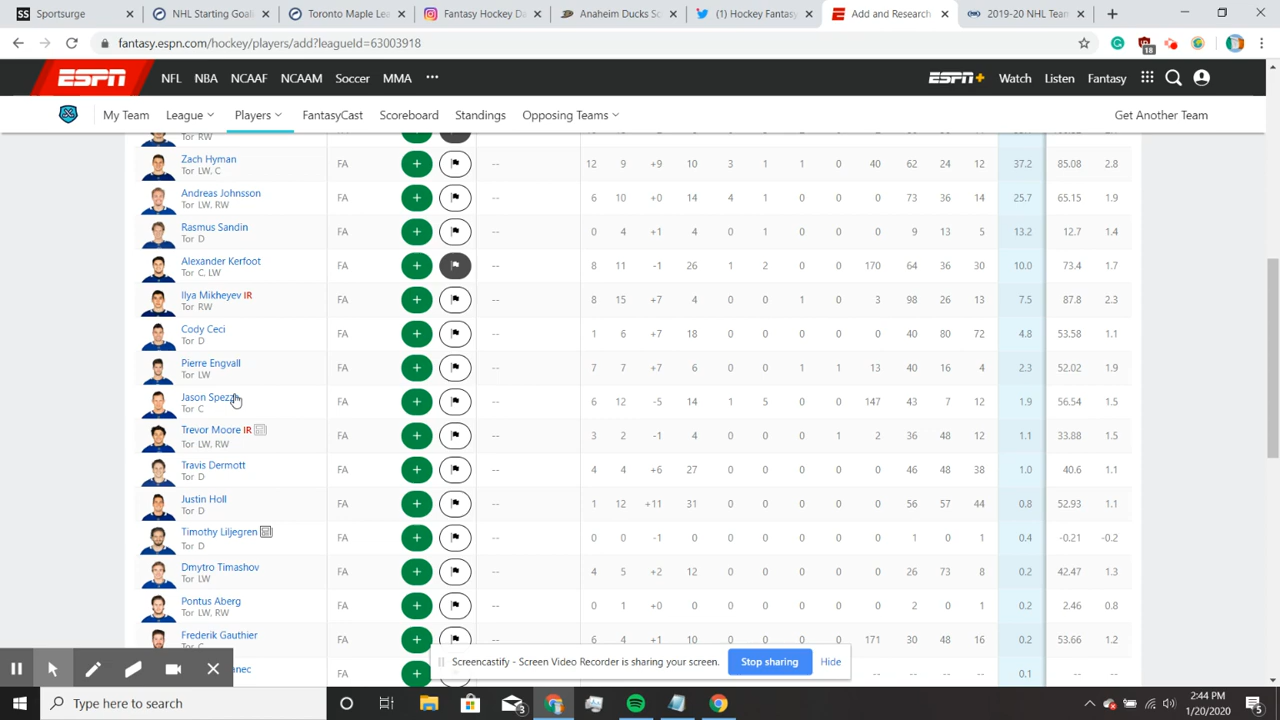 Sportsurge
NHL Starting Goali
Toronto Maple Lea
Fantasy Hockey Da
Anaheim Ducks Sc
(1) Hockey Fantasy
Add and Research
2019-20 NHL Team
fantasy.espn.com/hockey/players/add?leagueId=63003918
18
ESPN NFL NBA NCAAF NCAAM Soccer MMA ESPN+ Watch Listen Fantasy
My Team League Players FantasyCast Scoreboard Standings Opposing Teams Get Another Team
Tor RW
Zach Hyman FA -- 12 9 +9 10 3 1 1 0 40 62 24 12 37.2 85.08 2.8
Tor LW, C
Andreas Johnsson FA -- 6 10 +0 14 4 1 0 0 0 73 36 14 25.7 65.15 1.9
Tor LW, RW
Rasmus Sandin FA -- 0 4 +1 4 0 1 0 0 0 9 13 5 13.2 12.7 1.4
Tor D
Alexander Kerfoot FA -- 8 11 -1 26 1 2 0 0 170 64 36 30 10.0 73.4 1.7
Tor C, LW
Ilya Mikheyev IR FA -- 8 15 +7 4 0 0 1 0 3 98 26 13 7.5 87.8 2.3
Tor RW
Cody Ceci FA -- 6 +7 18 0 0 0 0 0 40 80 72 4.8 53.58 1.1
Tor D
Pierre Engvall FA -- 7 7 +7 6 0 0 1 1 13 40 16 4 2.3 52.02 1.9
Tor LW
Jason Spezza FA -- 6 12 -5 14 1 5 0 0 147 43 7 12 1.9 56.54 1.5
Tor C
Trevor Moore IR FA -- 3 2 -1 4 0 0 0 1 2 36 48 12 1.1 33.88 1.5
Tor LW, RW
Travis Dermott FA -- 4 4 +6 27 0 0 0 0 0 46 48 38 1.0 40.6 1.1
Tor D
Justin Holl FA -- 12 +11 31 0 0 0 0 0 56 57 44 0.8 52.93 1.1
Tor D
Timothy Liljegren FA -- 0 0 -1 0 0 0 0 0 0 1 0 1 0.4 -0.21 -0.2
Tor D
Dmytro Timashov FA -- 4 5 +2 12 0 0 0 0 0 26 73 8 0.2 42.47 1.3
Tor LW
Pontus Aberg FA -- 0 1 +0 0 0 0 0 0 0 2 0 1 0.2 2.46 0.8
Tor LW, RW
Frederik Gauthier FA -- 6 4 +1 10 0 0 0 0 171 30 48 16 0.2 53.66 1.2
Tor C
anec -- -- -- 0.1 -- --
Screencastify - Screen Video Recorder is sharing your screen. Stop sharing Hide
Type here to search
3
2:44 PM
1/20/2020
5